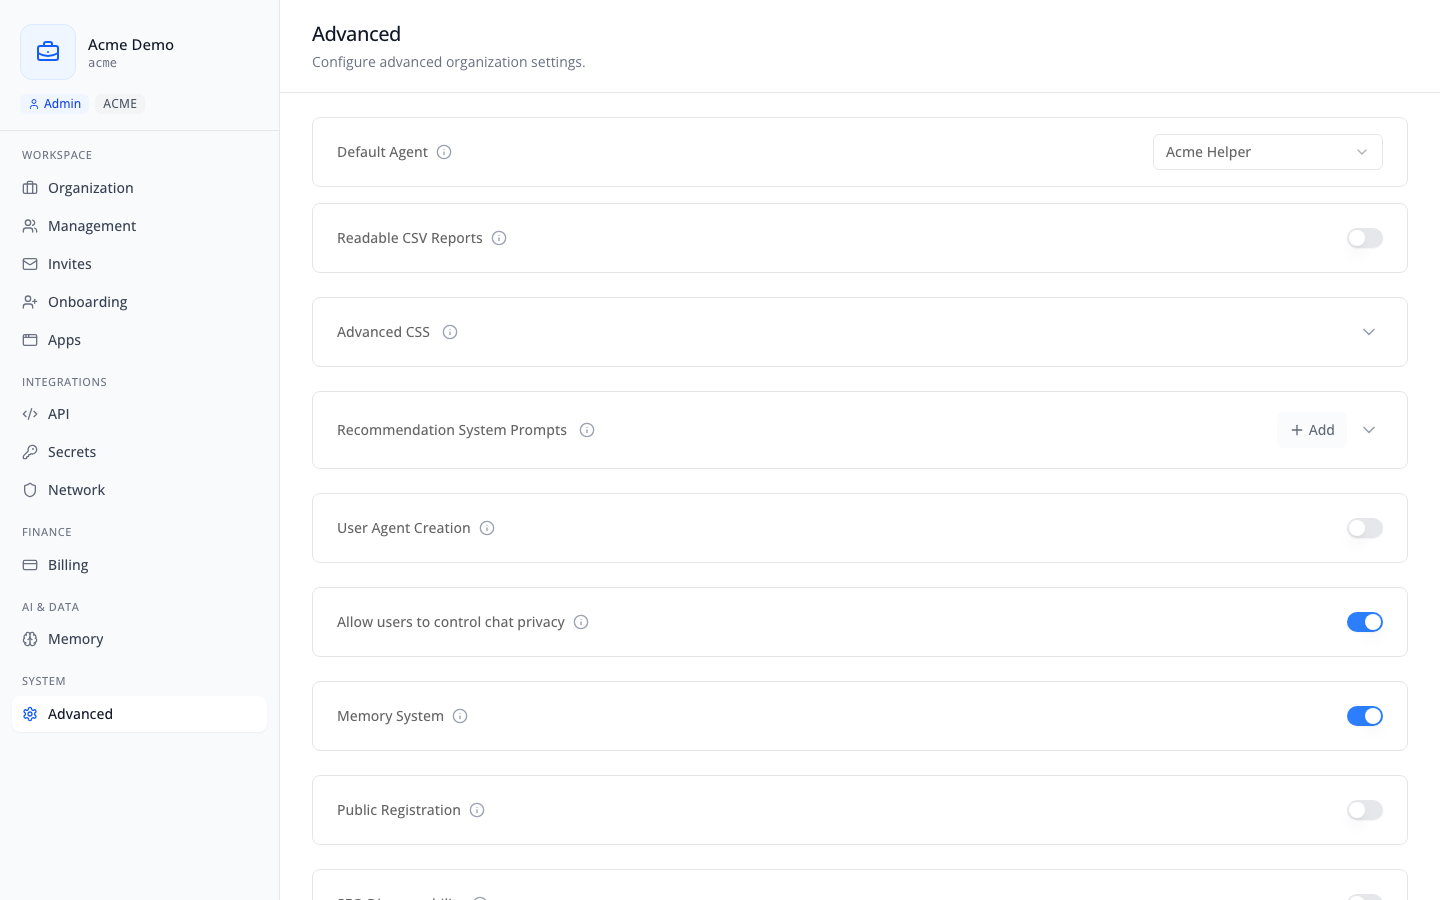 Acme Demo
acme
Admin
ACME
WORKSPACE
Organization
Management
Invites
Onboarding
Apps
INTEGRATIONS
API
Secrets
Network
FINANCE
Billing
AI & DATA
Memory
SYSTEM
Advanced
Advanced
Configure advanced organization settings.
Default Agent
Acme Helper
Readable CSV Reports
Advanced CSS
Recommendation System Prompts
Add
User Agent Creation
Allow users to control chat privacy
Memory System
Public Registration